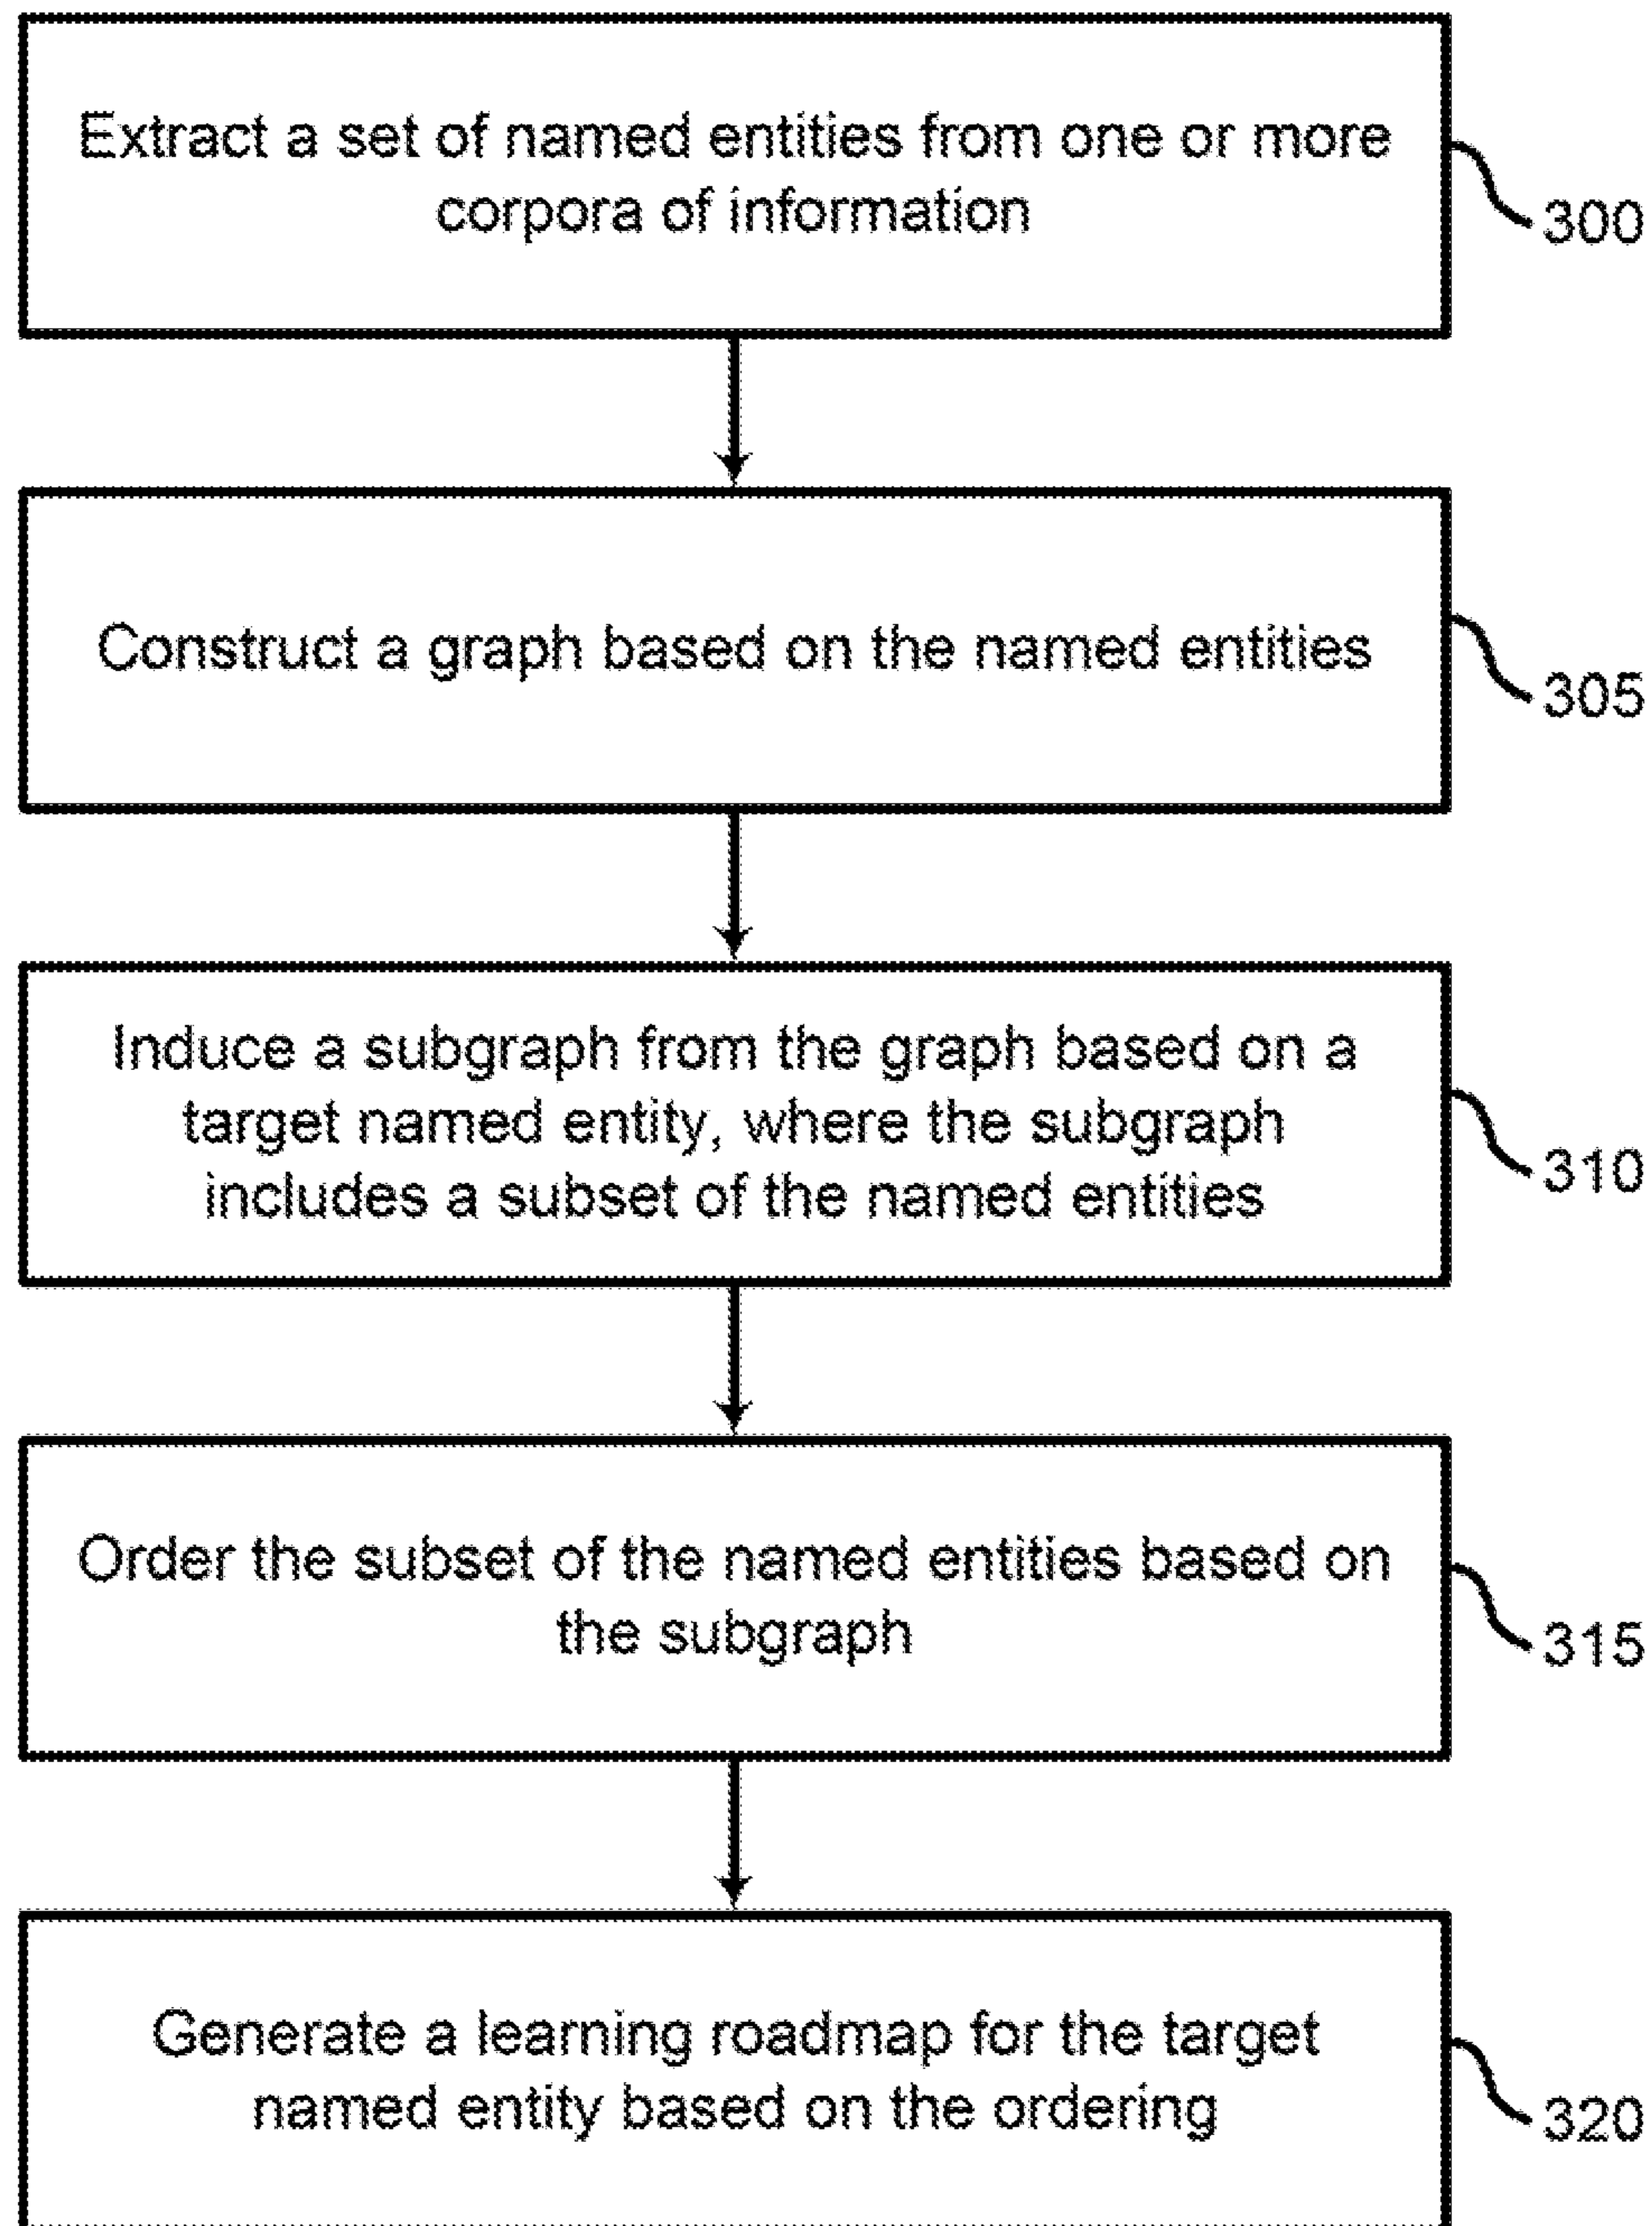 Extract a set of named entities from one or more
corpora of information
300
Construct a graph based on the named entities
305
Induce a subgraph from the graph based on a
target named entity, where the subgraph
includes a subset of the named entities
310
Order the subset of the named entities based on
the subgraph
315
Generate a learning roadmap for the target
named entity based on the ordering
320